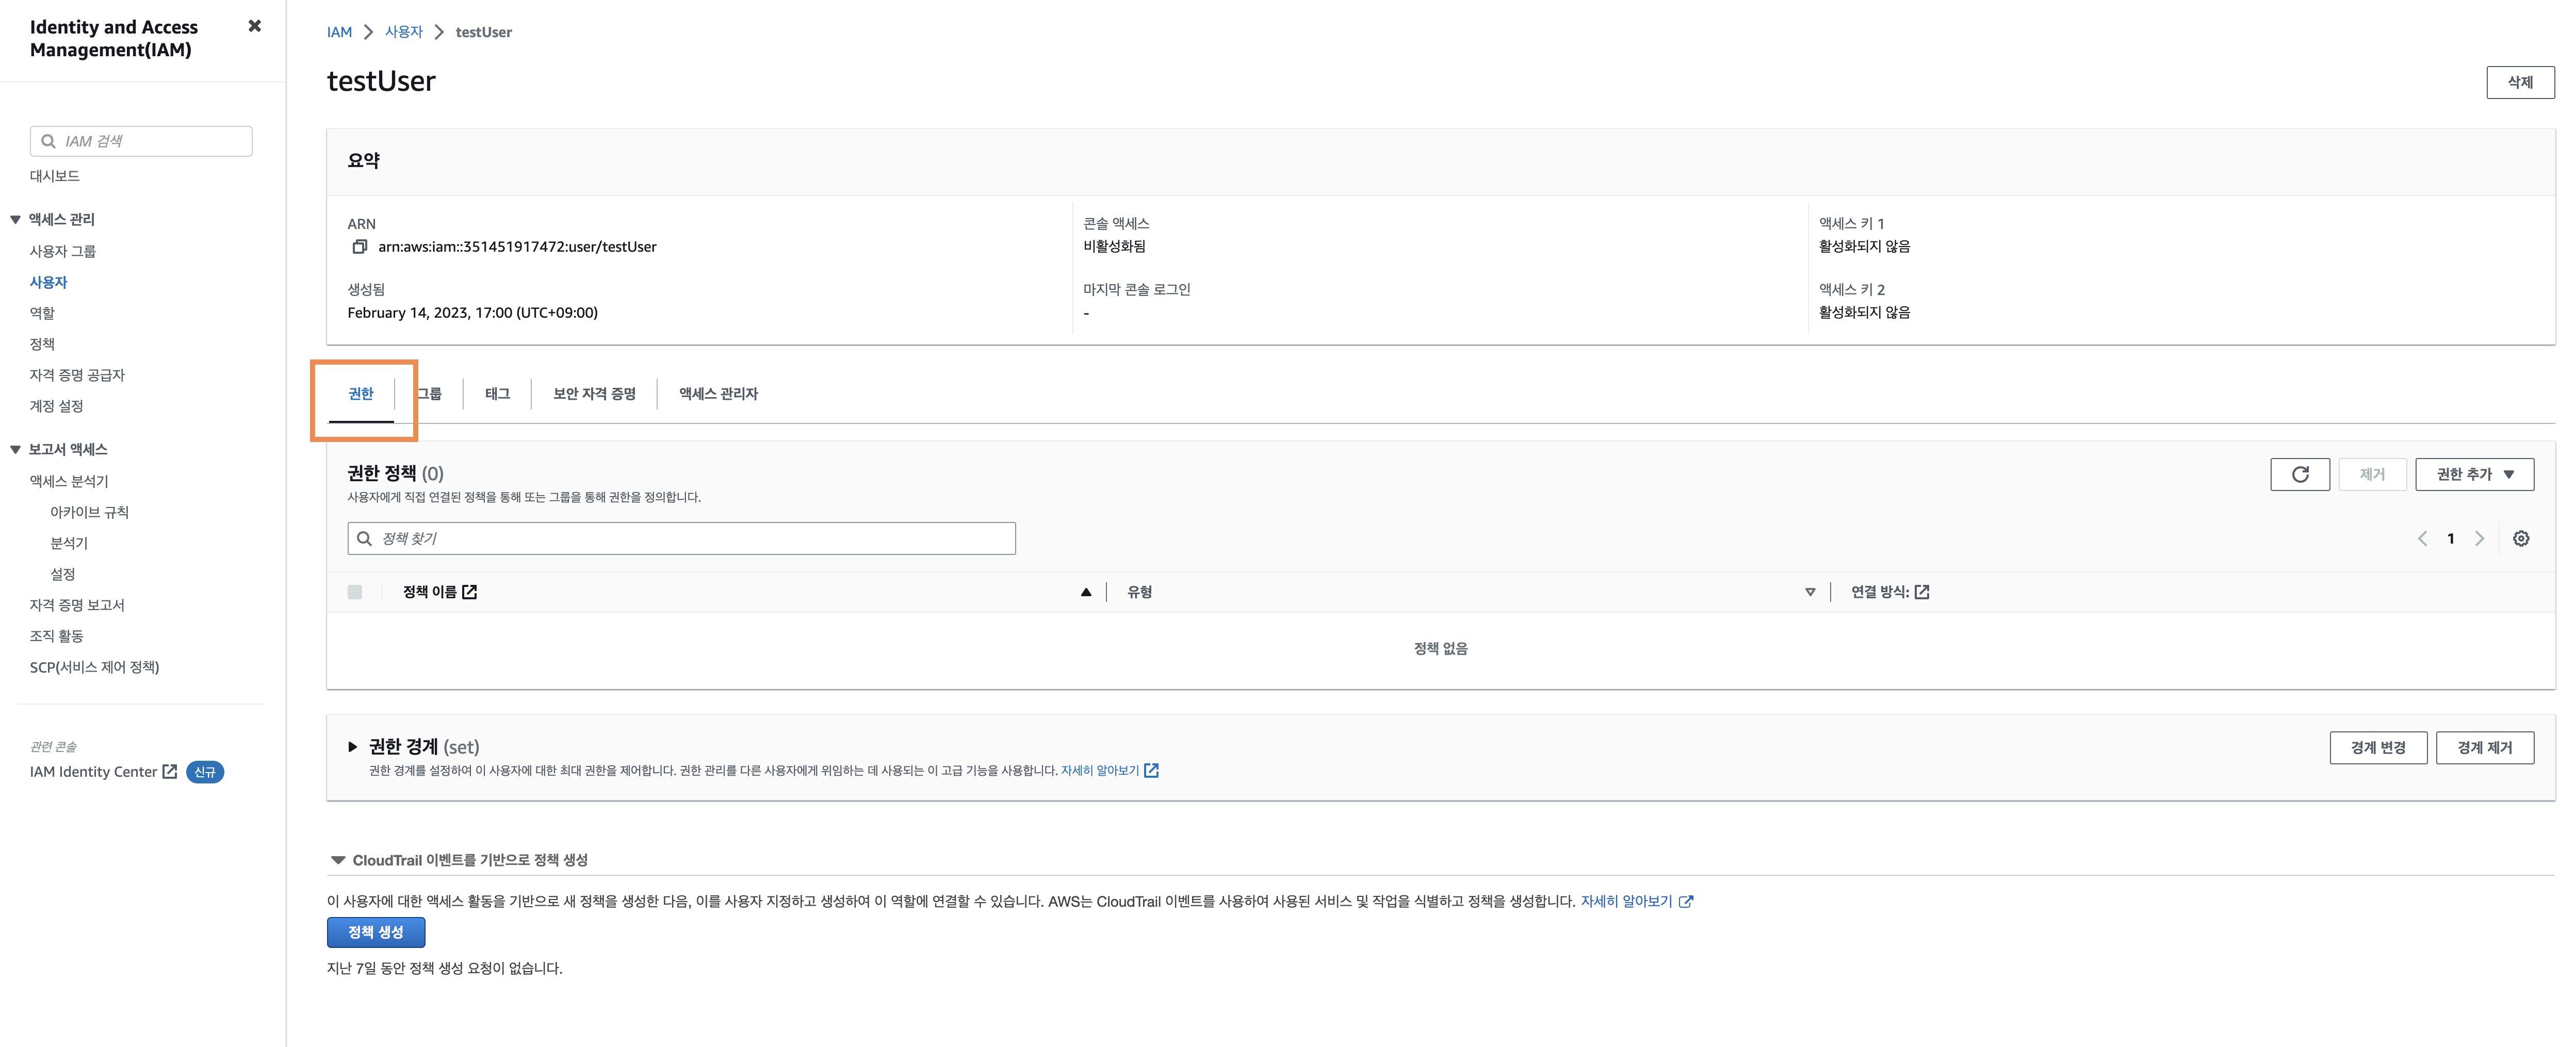 Identity and Access
Management(IAM)
IAM 검색
대시보드
액세스 관리
사용자 그룹
사용자
역할
정책
자격 증명 공급자
계정 설정
보고서 액세스
액세스 분석기
아카이브 규칙
분석기
설정
자격 증명 보고서
조직 활동
SCP(서비스 제어 정책)
관련 콘솔
IAM Identity Center 신규
IAM 사용자 testUser
testUser
삭제
요약
ARN
arn:aws:iam::351451917472:user/testUser
생성됨
February 14, 2023, 17:00 (UTC+09:00)
콘솔 액세스
비활성화됨
마지막 콘솔 로그인
-
액세스 키 1
활성화되지 않음
액세스 키 2
활성화되지 않음
권한 그룹 태그 보안 자격 증명 액세스 관리자
권한 정책 (0)
사용자에게 직접 연결된 정책을 통해 또는 그룹을 통해 권한을 정의합니다.
제거 권한 추가
정책 찾기
1
정책 이름 유형 연결 방식:
정책 없음
권한 경계 (set)
권한 경계를 설정하여 이 사용자에 대한 최대 권한을 제어합니다. 권한 관리를 다른 사용자에게 위임하는 데 사용되는 이 고급 기능을 사용합니다. 자세히 알아보기
경계 변경 경계 제거
CloudTrail 이벤트를 기반으로 정책 생성
이 사용자에 대한 액세스 활동을 기반으로 새 정책을 생성한 다음, 이를 사용자 지정하고 생성하여 이 역할에 연결할 수 있습니다. AWS는 CloudTrail 이벤트를 사용하여 사용된 서비스 및 작업을 식별하고 정책을 생성합니다. 자세히 알아보기
정책 생성
지난 7일 동안 정책 생성 요청이 없습니다.